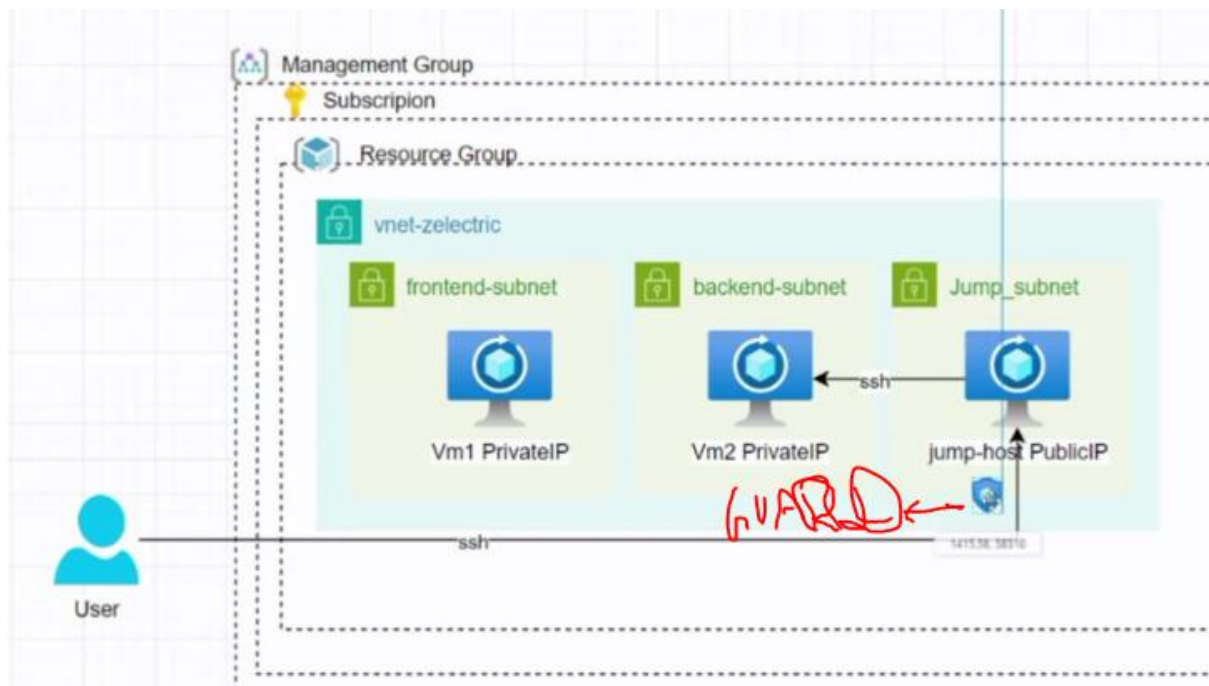 Management Group
Subscripion
Resource Group
vnet-zelectric
frontend-subnet
backend-subnet
Jump_subnet
ssh
Vm1 PrivateIP
Vm2 PrivateIP
jump-host PublicIP
GUARD
ssh
User